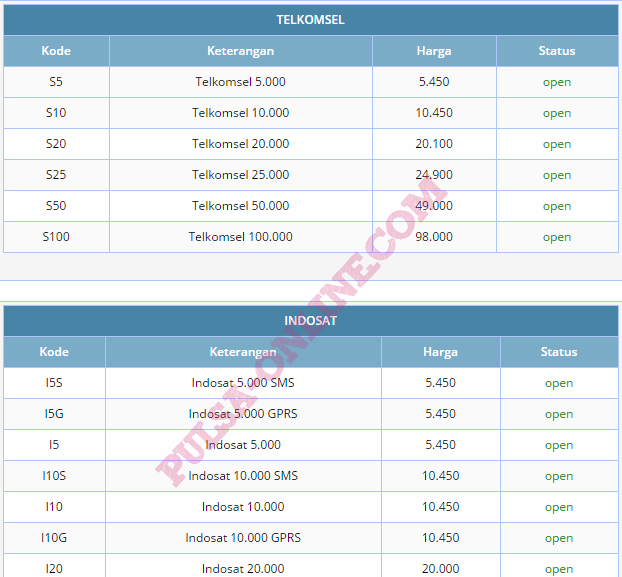 TELKOMSEL
Kode Keterangan Harga Status
S5 Telkomsel 5.000 5.450 open
S10 Telkomsel 10.000 10.450 open
S20 Telkomsel 20.000 20.100 open
S25 Telkomsel 25.000 24.900 open
S50 Telkomsel 50.000 49.000 open
S100 Telkomsel 100.000 98.000 open
INDOSAT
Kode Keterangan Harga Status
I5S Indosat 5.000 SMS 5.450 open
I5G Indosat 5.000 GPRS 5.450 open
I5 Indosat 5.000 5.450 open
I10S Indosat 10.000 SMS 10.450 open
I10 Indosat 10.000 10.450 open
I10G Indosat 10.000 GPRS 10.450 open
I20 Indosat 20.000 20.000 open
PULSA-ONLINE.COM